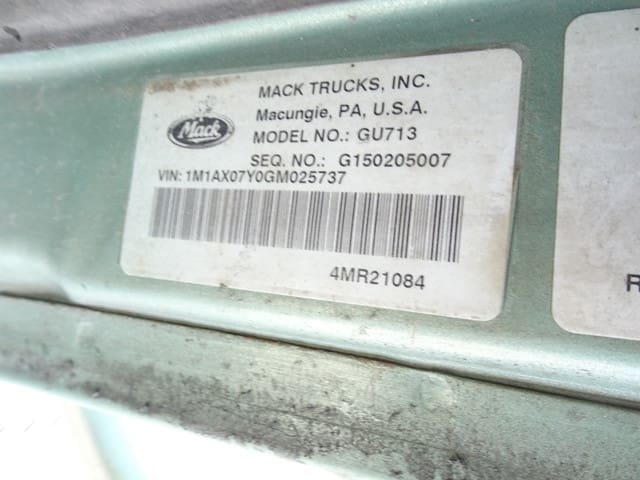 MACK TRUCKS, INC.
Mack
Macungie, PA, U.S.A.
MODEL NO.: GU713
SEQ. NO.: G150205007
VIN: 1M1AX07Y0GM025737
4MR21084
R